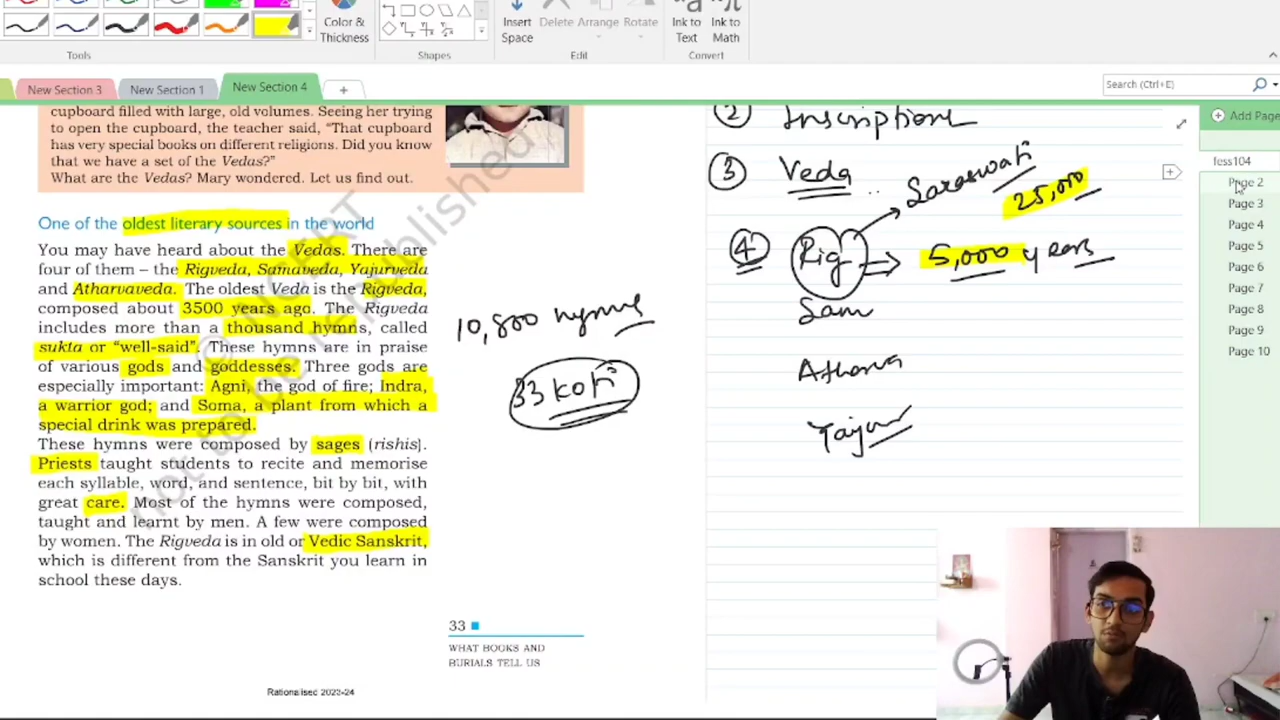 Color &
Thickness
Insert
Space
Delete
Arrange
Rotate
Ink to
Text
Ink to
Math
Tools
Shapes
Edit
Convert
New Section 3
New Section 1
New Section 4
+
Search (Ctrl+E)
Add Page
less104
Page 2
Page 3
Page 4
Page 5
Page 6
Page 7
Page 8
Page 9
Page 10
cupboard filled with large, old volumes. Seeing her trying
to open the cupboard, the teacher said, “That cupboard
has very special books on different religions. Did you know
that we have a set of the Vedas?”
What are the Vedas? Mary wondered. Let us find out.
One of the oldest literary sources in the world
You may have heard about the Vedas. There are
four of them – the Rigveda, Samaveda, Yajurveda
and Atharvaveda. The oldest Veda is the Rigveda,
composed about 3500 years ago. The Rigveda
includes more than a thousand hymns, called
sukta or “well-said”. These hymns are in praise
of various gods and goddesses. Three gods are
especially important: Agni, the god of fire; Indra,
a warrior god; and Soma, a plant from which a
special drink was prepared.
These hymns were composed by sages (rishis).
Priests taught students to recite and memorise
each syllable, word, and sentence, bit by bit, with
great care. Most of the hymns were composed,
taught and learnt by men. A few were composed
by women. The Rigveda is in old or Vedic Sanskrit,
which is different from the Sanskrit you learn in
school these days.
© NCERT
not to be republished
33
WHAT BOOKS AND
BURIALS TELL US
Rationalised 2023-24
10,800 hymns
33 koti
2 Inscriptions
3 Veda
Saraswati
25,000
4 Rig ⇒ 5,000 years
Sam
Atharva
Yajur